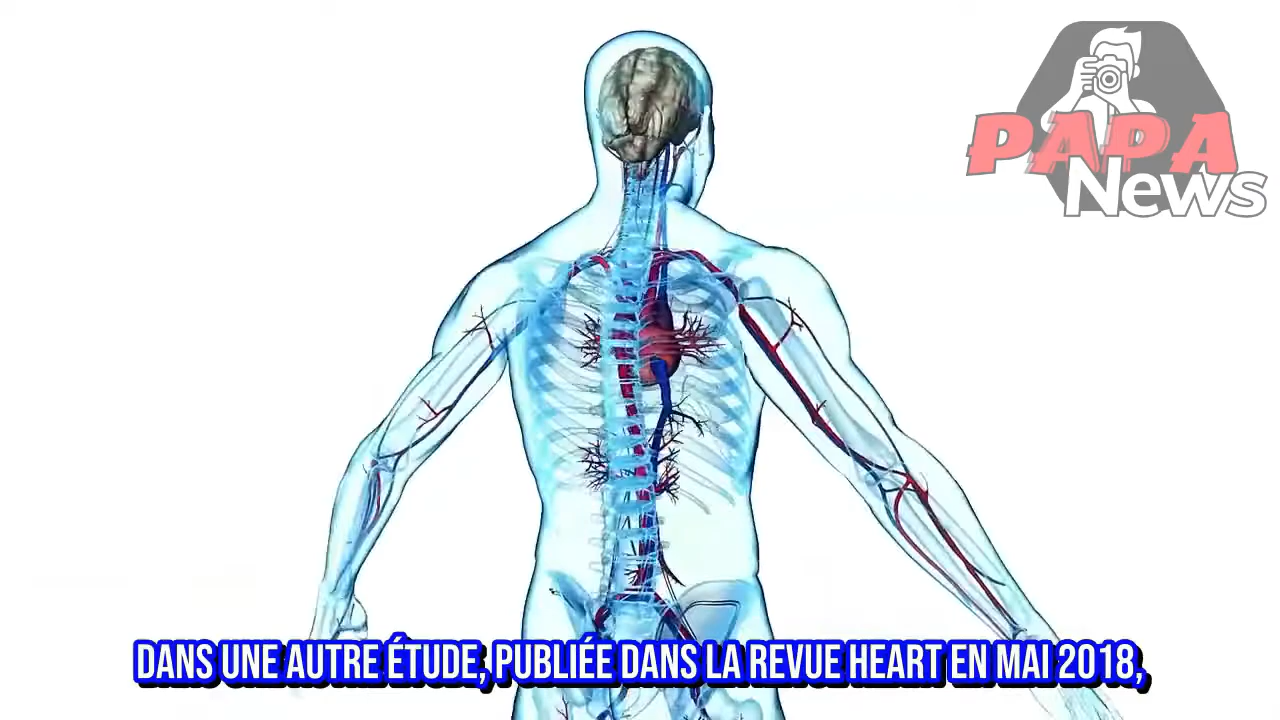 PAPA
News
DANS UNE AUTRE ÉTUDE, PUBLIÉE DANS LA REVUE HEART EN MAI 2018,